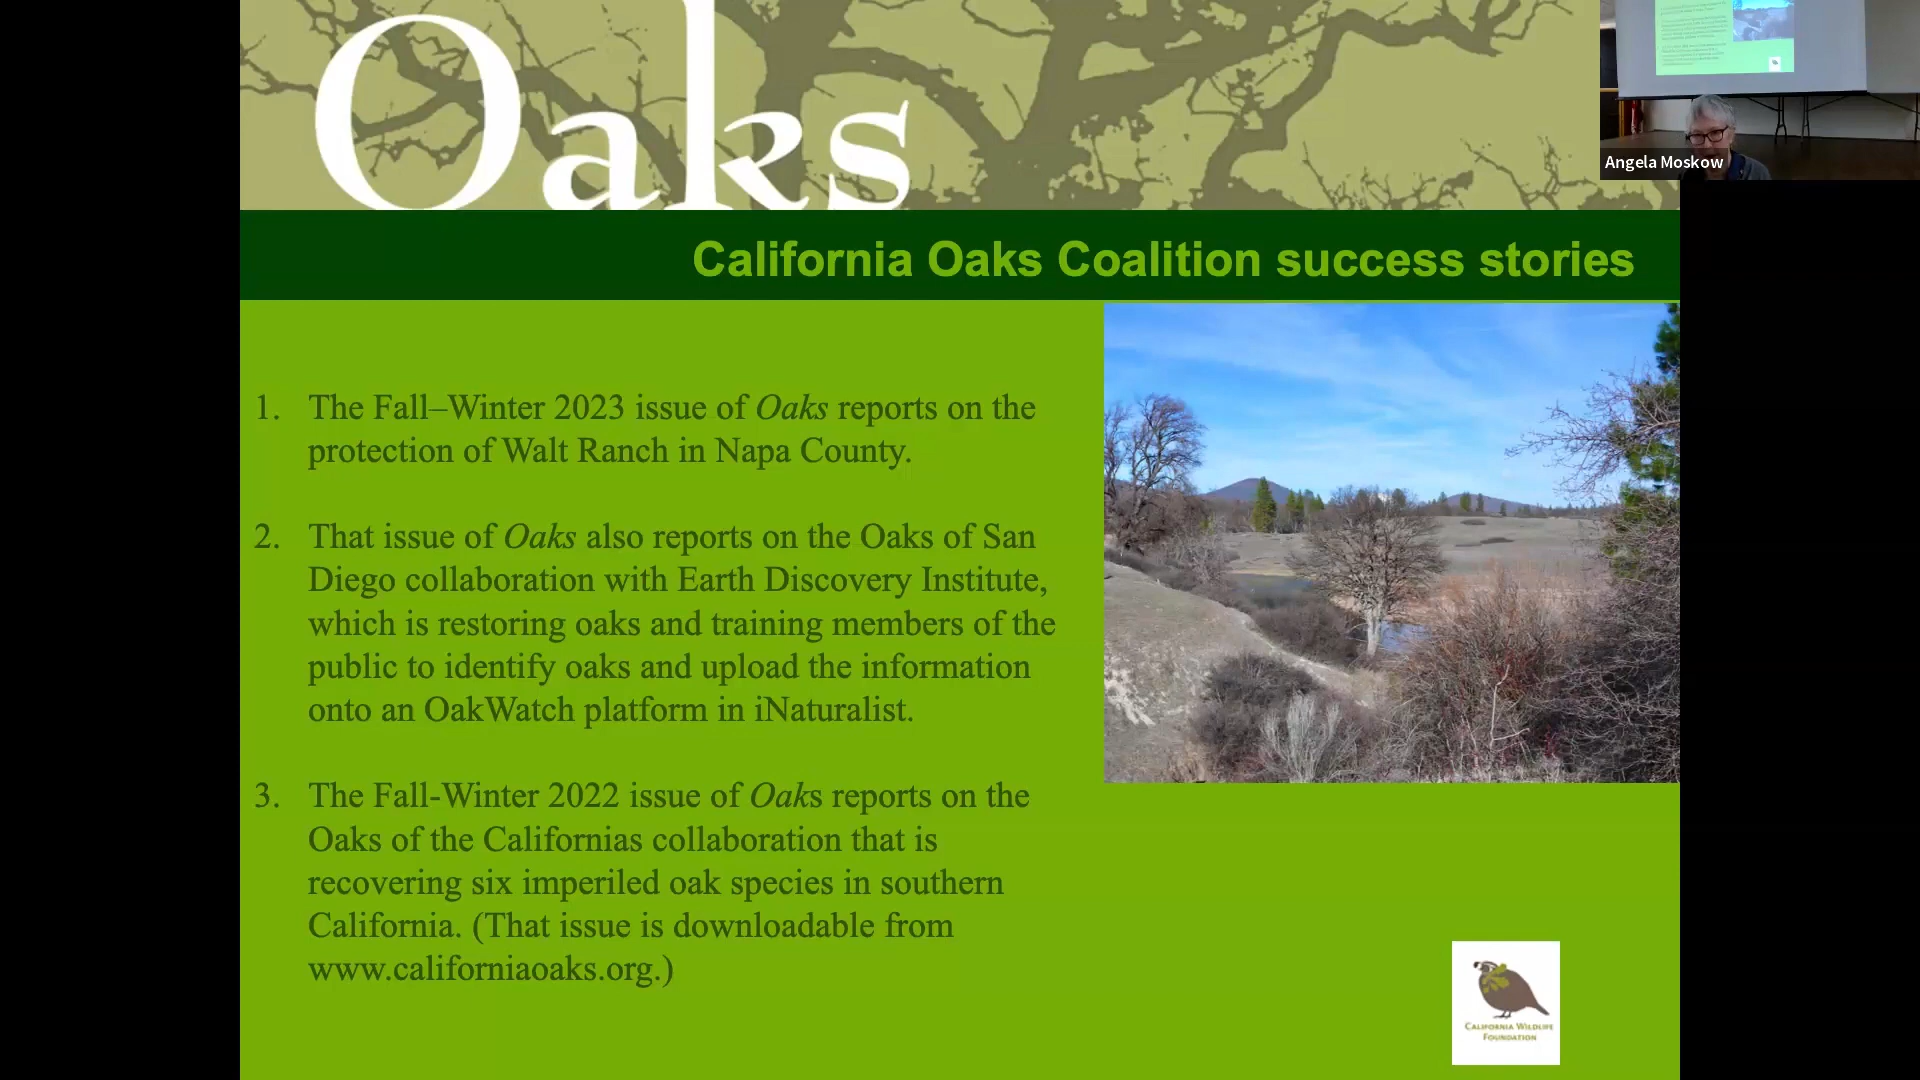 Oaks
Angela Moskow
California Oaks Coalition success stories
1. The Fall–Winter 2023 issue of Oaks reports on the
protection of Walt Ranch in Napa County.
2. That issue of Oaks also reports on the Oaks of San
Diego collaboration with Earth Discovery Institute,
which is restoring oaks and training members of the
public to identify oaks and upload the information
onto an OakWatch platform in iNaturalist.
3. The Fall-Winter 2022 issue of Oaks reports on the
Oaks of the Californias collaboration that is
recovering six imperiled oak species in southern
California. (That issue is downloadable from
www.californiaoaks.org.)
CALIFORNIA WILDLIFE
FOUNDATION